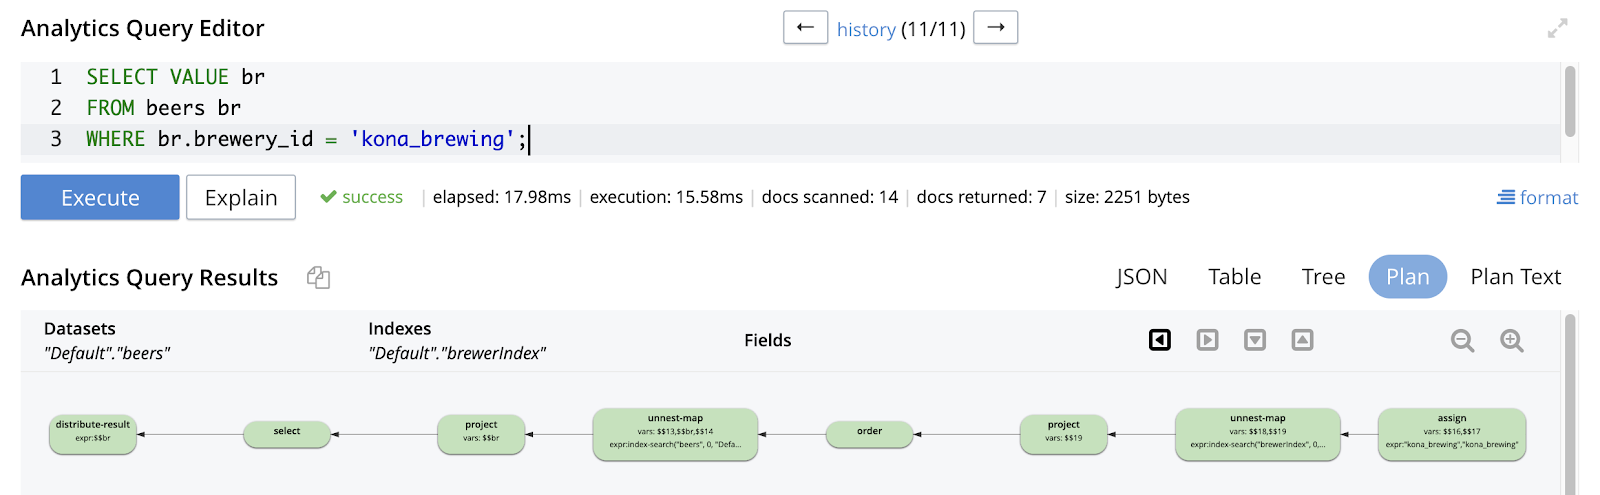 Analytics Query Editor
← history (11/11) →
1 SELECT VALUE br
2 FROM beers br
3 WHERE br.brewery_id = 'kona_brewing';
Execute Explain success | elapsed: 17.98ms | execution: 15.58ms | docs scanned: 14 | docs returned: 7 | size: 2251 bytes format
Analytics Query Results JSON Table Tree Plan Plan Text
Datasets Indexes Fields
"Default"."beers" "Default"."brewerIndex"
distribute-result
expr:$$br
select
project
vars: $$br
unnest-map
vars: $$13,$$br,$$14
expr:index-search("beers", 0, "Defa...
order
project
vars: $$19
unnest-map
vars: $$18,$$19
expr:index-search("brewerIndex", 0,...
assign
vars: $$16,$$17
expr:"kona_brewing","kona_brewing"